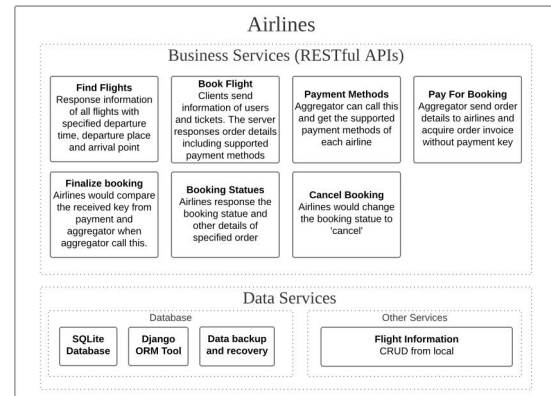 Airlines
Business Services (RESTful APIs)
Find Flights
Response information
of all flights with
specified departure
time, departure place
and arrival point
Book Flight
Clients send
information of users
and tickets. The server
responses order details
including supported
payment methods
Payment Methods
Aggregator can call this
and get the supported
payment methods of
each airline
Pay For Booking
Aggregator send order
details to airlines and
acquire order invoice
without payment key
Finalize booking
Airlines would compare
the received key from
payment and
aggregator when
aggregator call this.
Booking Statues
Airlines response the
booking statue and
other details of
specified order
Cancel Booking
Airlines would change
the booking statue to
'cancel'
Data Services
Database
SQLite
Database
Django
ORM Tool
Data backup
and recovery
Other Services
Flight Information
CRUD from local